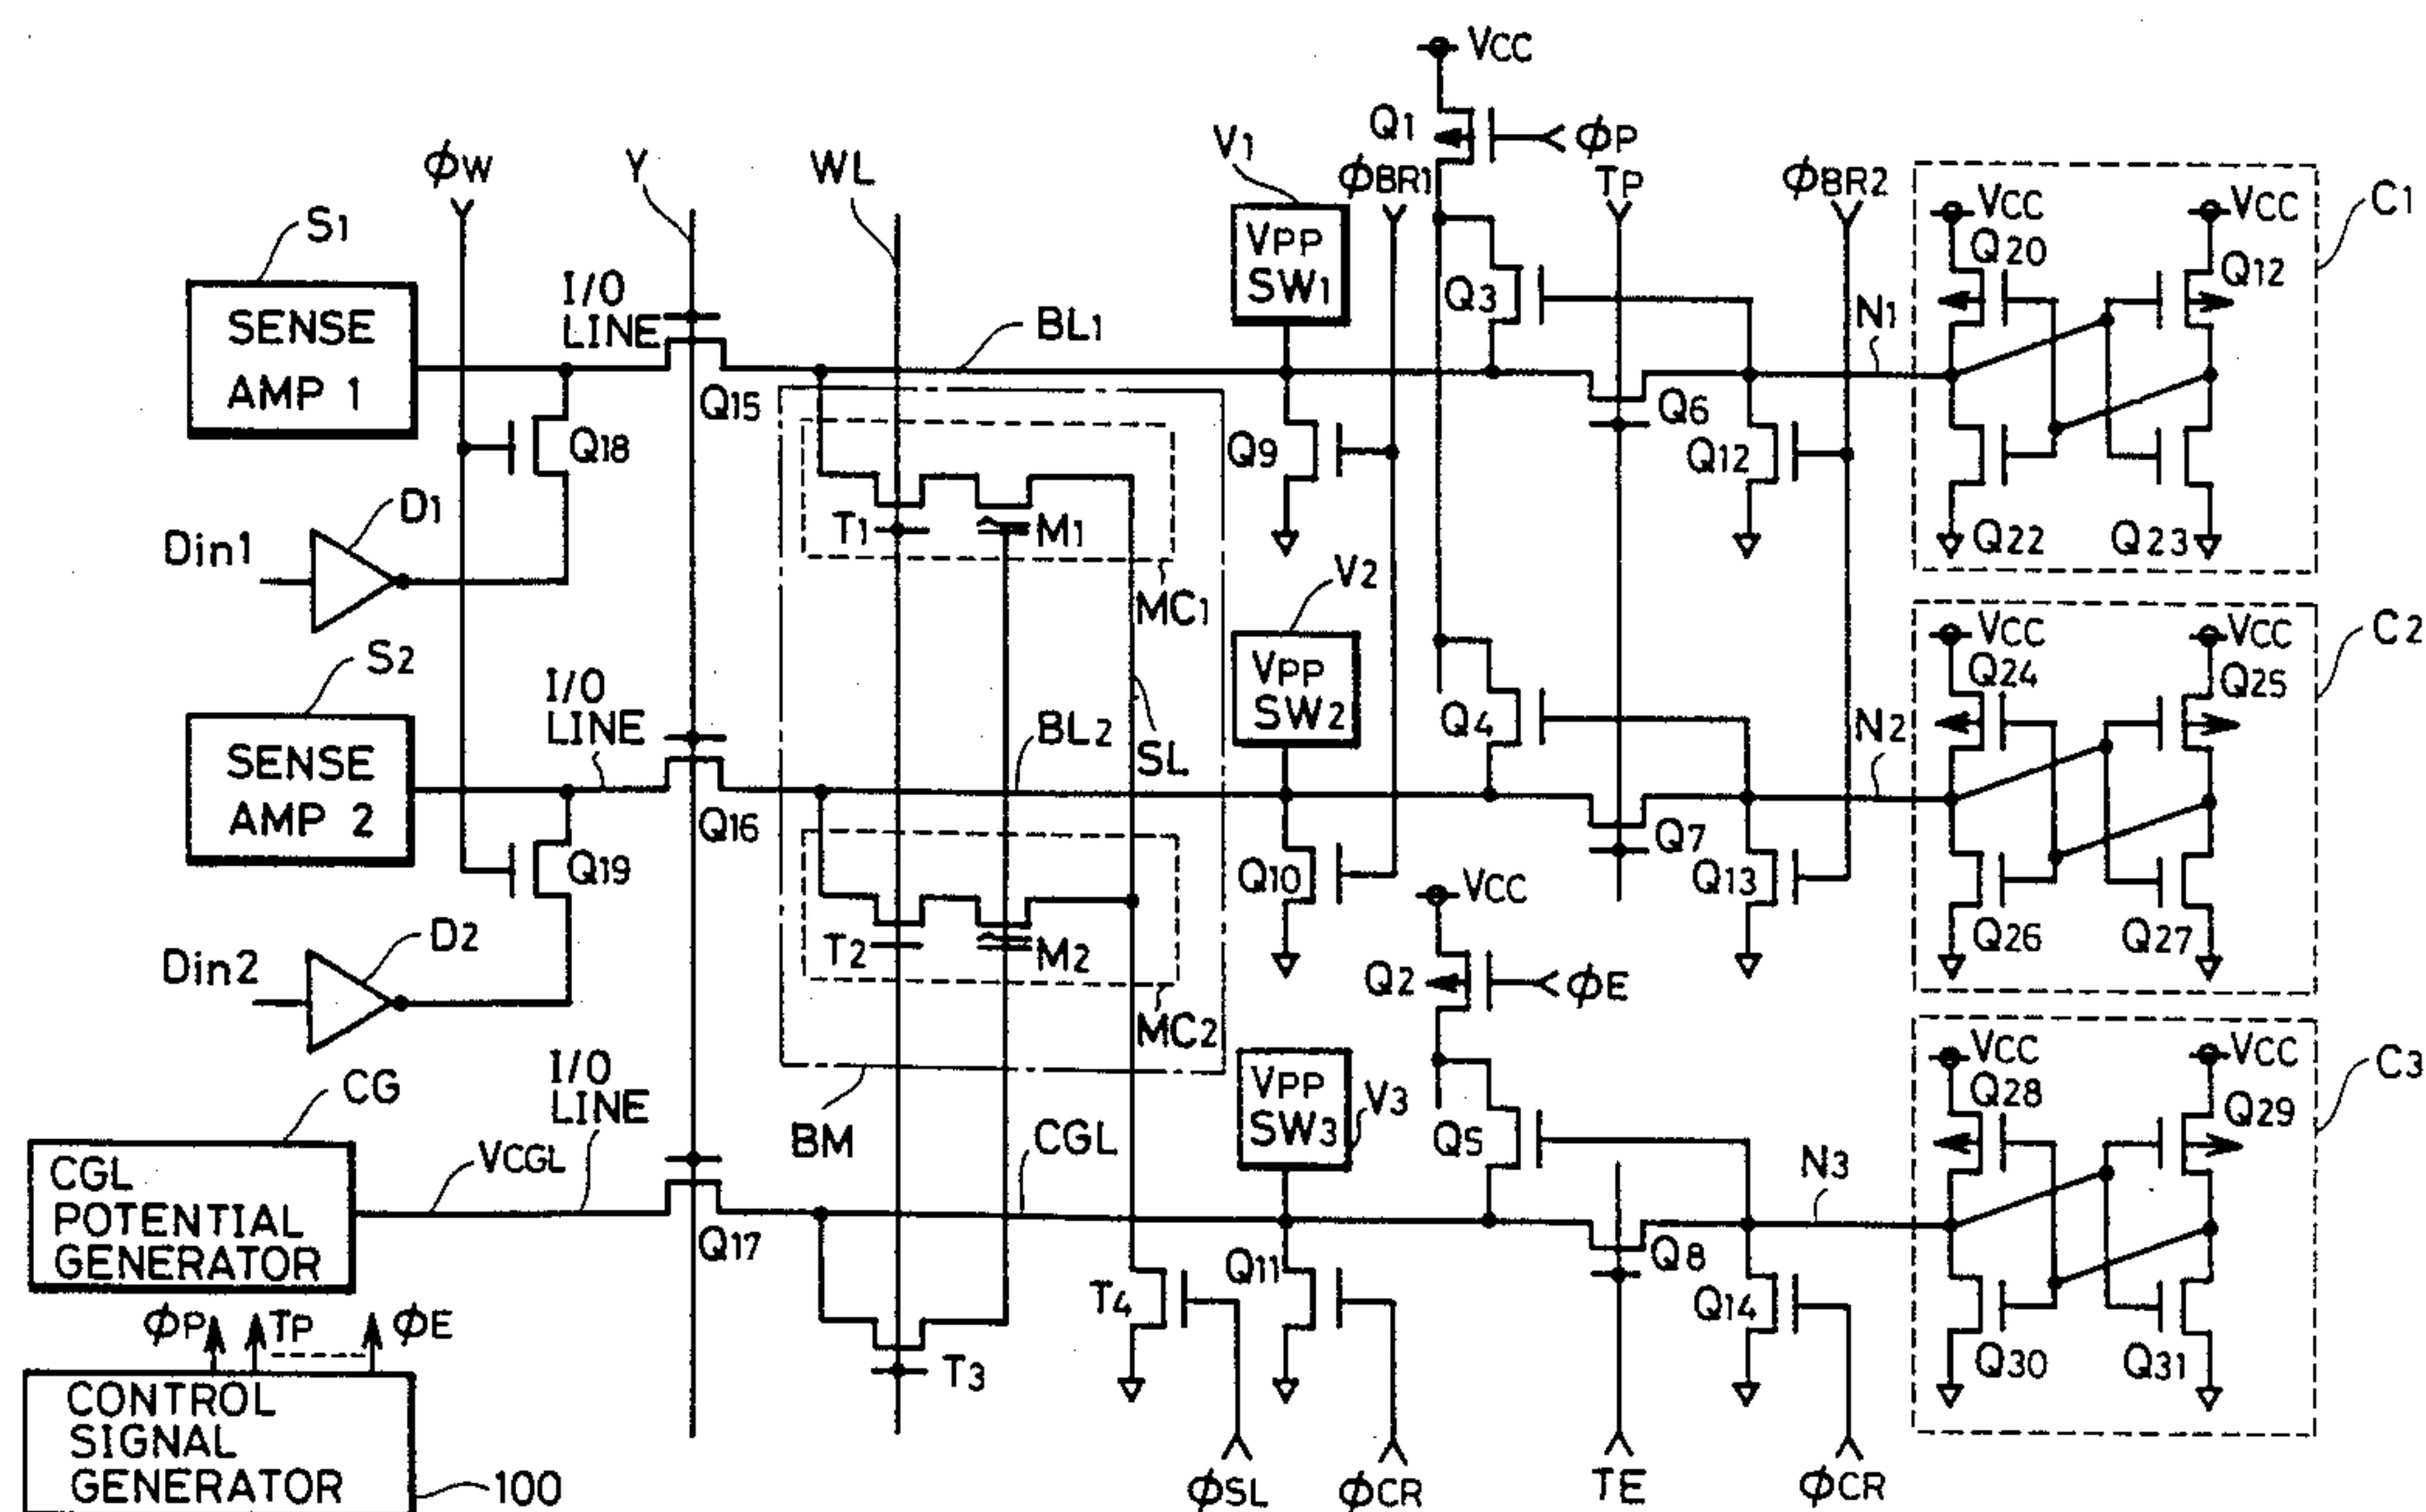 VCC
Q1
ϕP
V1
ϕBR1
TP
ϕBR2
ϕW
Y
WL
S1
SENSE
AMP 1
I/O
LINE
Q15
BL1
VPP
SW1
Q3
N1
C1
VCC
VCC
Q20
Q12
Q18
Q9
Q6
Q12
D1
Din1
T1
M1
MC1
Q22
Q23
V2
S2
SENSE
AMP 2
I/O
LINE
Q16
BL2
SL
VPP
SW2
Q4
N2
C2
VCC
VCC
Q24
Q25
Q19
Q10
Q7
Q13
D2
Din2
T2
M2
MC2
VCC
Q2
ϕE
Q26
Q27
CG
CGL
POTENTIAL
GENERATOR
VCGL
I/O
LINE
Q17
BM
CGL
VPP
SW3
V3
Q5
N3
C3
VCC
VCC
Q28
Q29
T4
Q11
Q8
Q14
ϕP
TP
ϕE
T3
Q30
Q31
CONTROL
SIGNAL
GENERATOR
100
ϕSL
ϕCR
TE
ϕCR